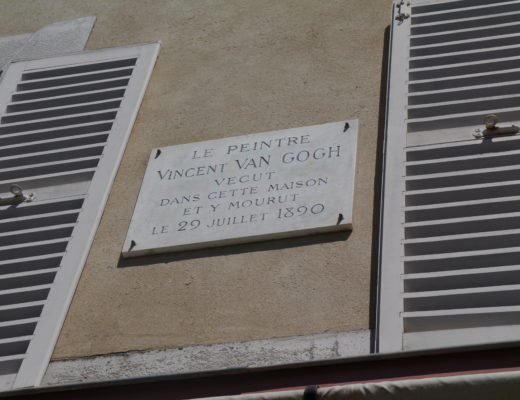 LE PEINTRE
VINCENT VAN GOGH
VECUT
DANS CETTE MAISON
ET Y MOURUT
LE 29 JUILLET 1890